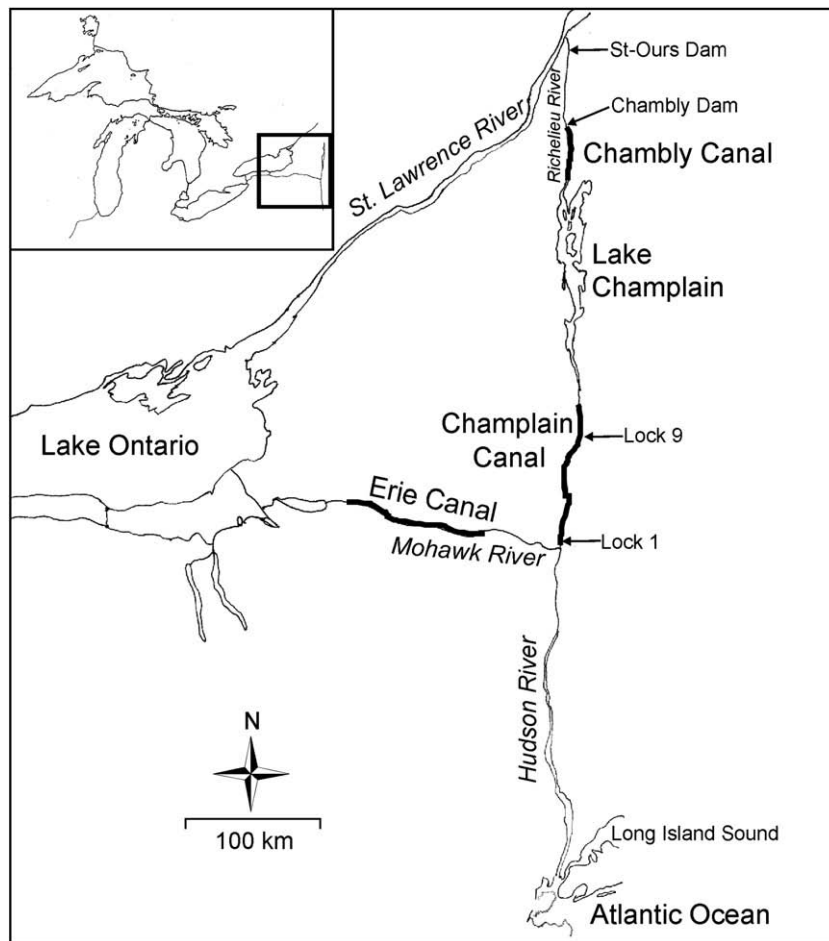 St-Ours Dam
St. Lawrence River
Richelieu River
Chambly Dam
Chambly Canal
Lake
Champlain
Champlain
Canal
Lock 9
Lake Ontario
Erie Canal
Mohawk River
Lock 1
Hudson River
N
100 km
Long Island Sound
Atlantic Ocean